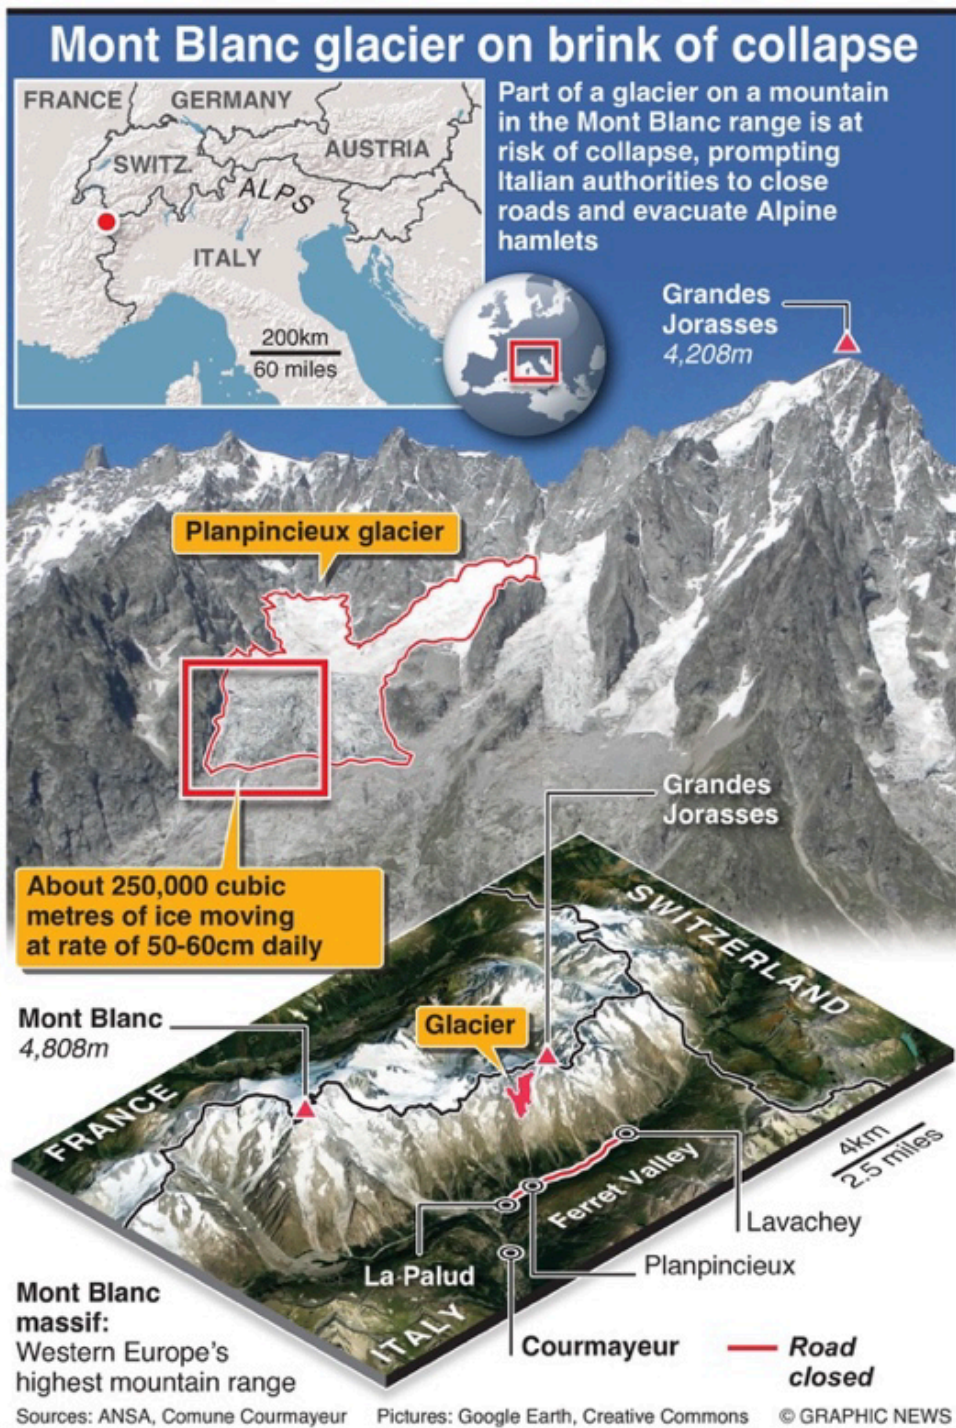 Mont Blanc glacier on brink of collapse
FRANCE
GERMANY
SWITZ.
AUSTRIA
ALPS
ITALY
200km
60 miles
Part of a glacier on a mountain
in the Mont Blanc range is at
risk of collapse, prompting
Italian authorities to close
roads and evacuate Alpine
hamlets
Grandes
Jorasses
4,208m
Planpincieux glacier
About 250,000 cubic
metres of ice moving
at rate of 50-60cm daily
Grandes
Jorasses
SWITZERLAND
Mont Blanc
4,808m
Glacier
FRANCE
4km
2.5 miles
Ferret Valley
Lavachey
La Palud
Planpincieux
ITALY
Courmayeur
Mont Blanc
massif:
Western Europe's
highest mountain range
Road
closed
Sources: ANSA, Comune Courmayeur Pictures: Google Earth, Creative Commons © GRAPHIC NEWS